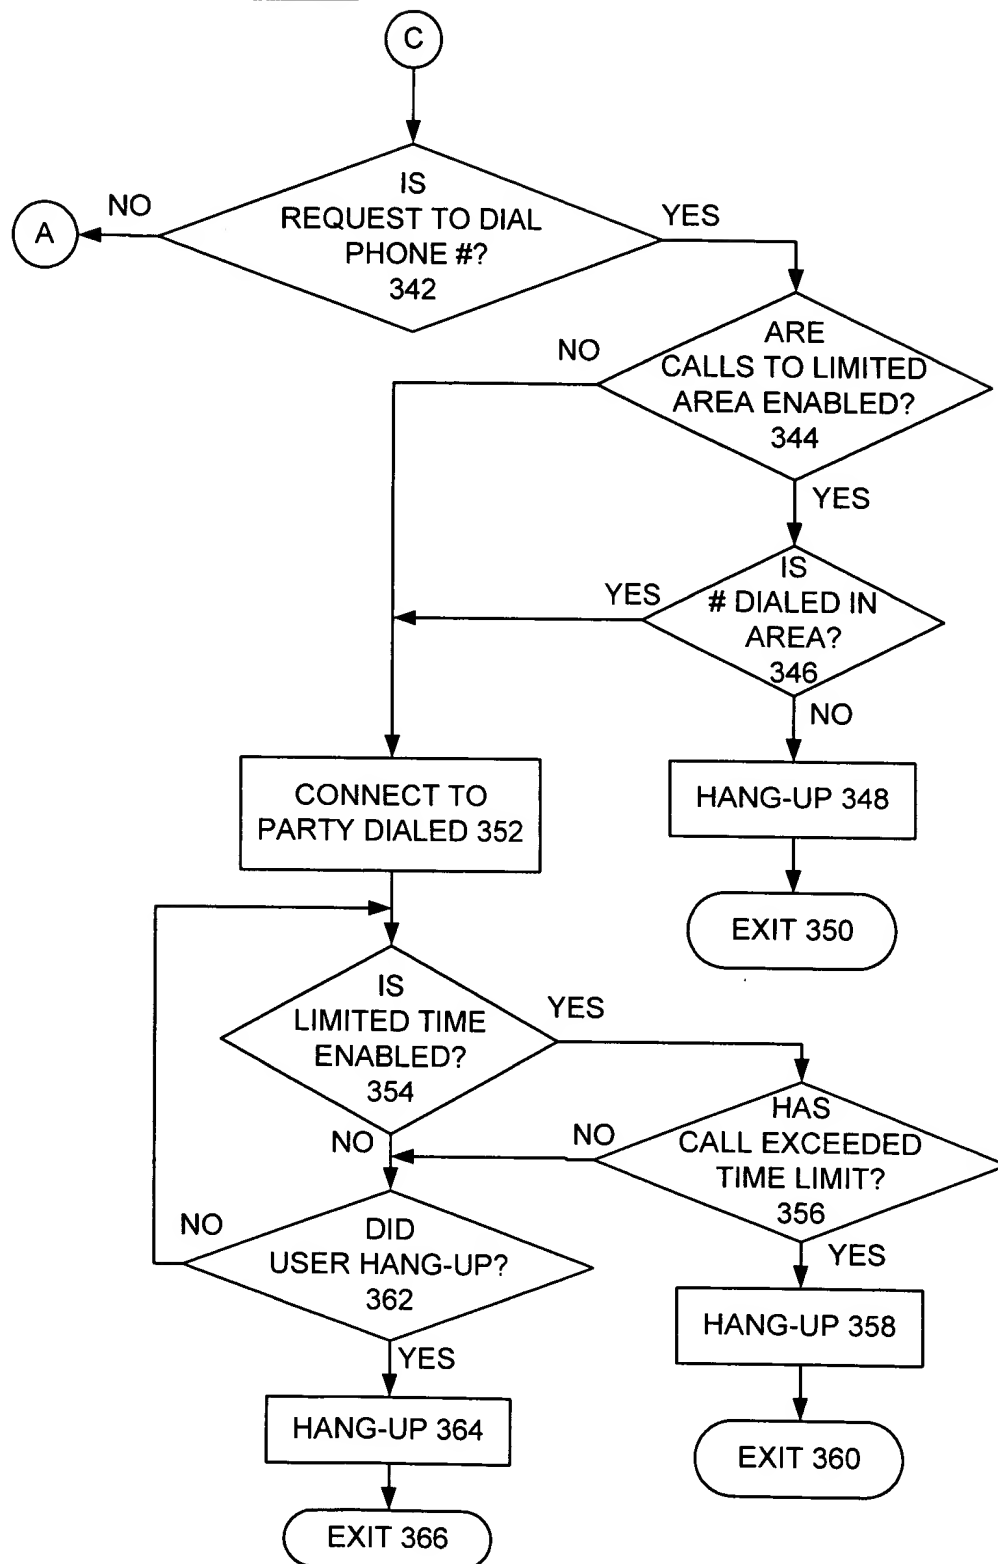 C
IS
REQUEST TO DIAL
PHONE #?
342
NO
YES
A
ARE
CALLS TO LIMITED
AREA ENABLED?
344
NO
YES
IS
# DIALED IN
AREA?
346
YES
NO
HANG-UP 348
EXIT 350
CONNECT TO
PARTY DIALED 352
IS
LIMITED TIME
ENABLED?
354
YES
NO
HAS
CALL EXCEEDED
TIME LIMIT?
356
NO
YES
HANG-UP 358
EXIT 360
DID
USER HANG-UP?
362
NO
YES
HANG-UP 364
EXIT 366